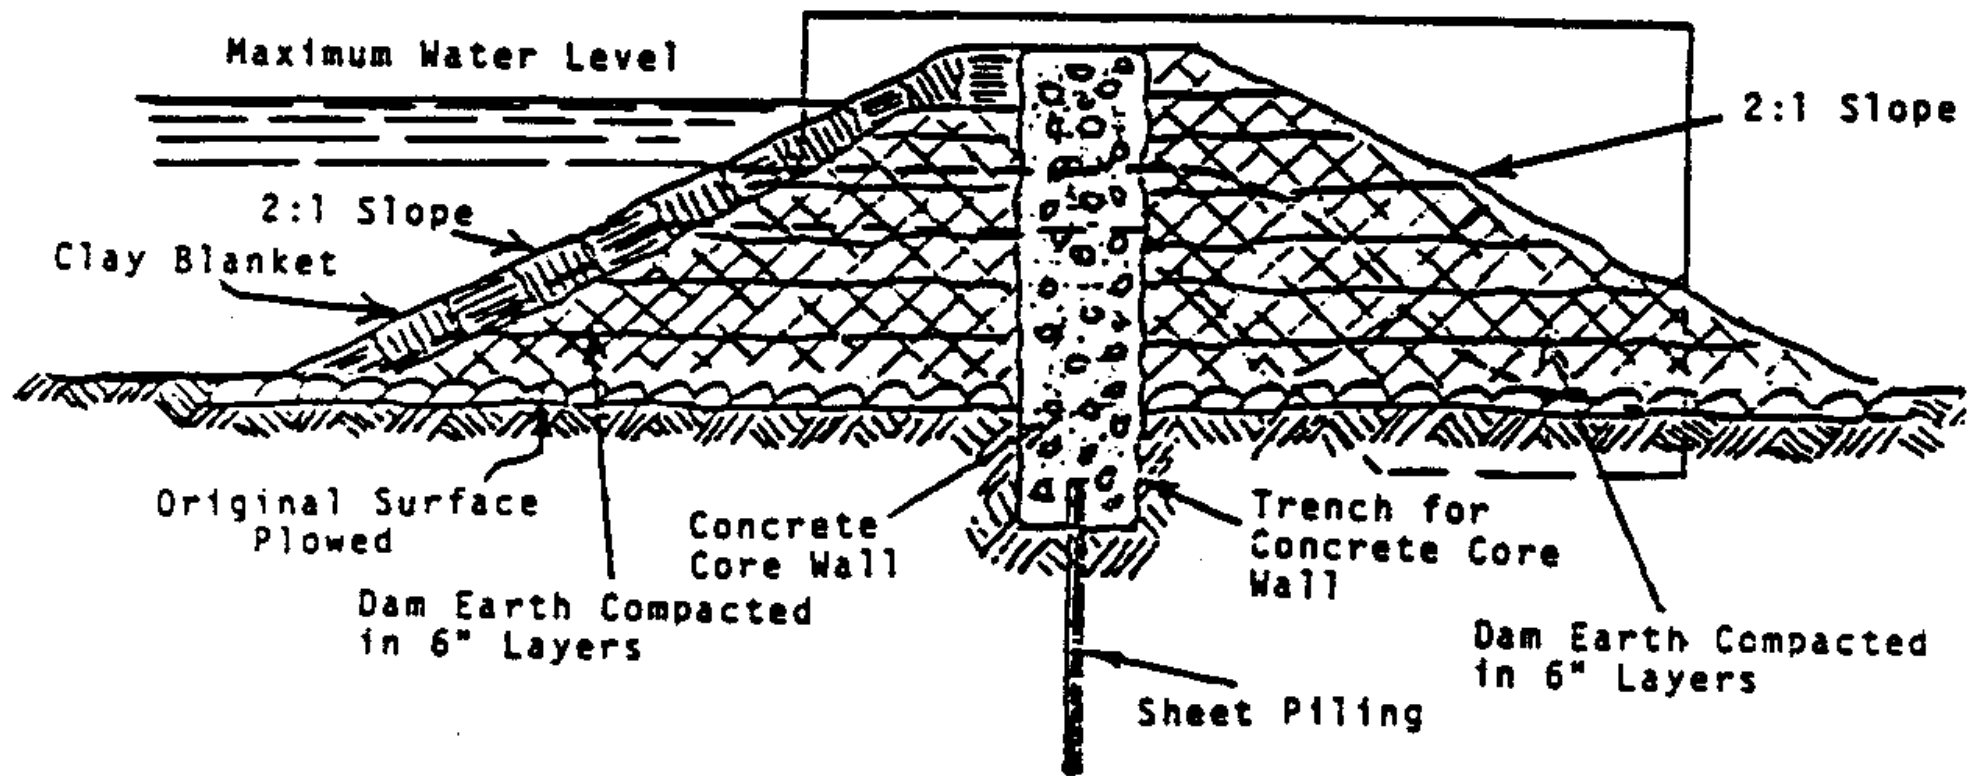 Maximum Water Level
2:1 Slope
2:1 Slope
Clay Blanket
Original Surface
Plowed
Concrete
Core Wall
Trench for
Concrete Core
Wall
Dam Earth Compacted
in 6" Layers
Dam Earth Compacted
in 6" Layers
Sheet Piling